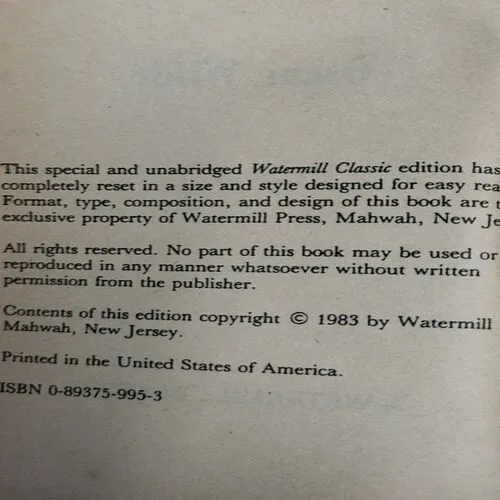 This special and unabridged Watermill Classic edition has
completely reset in a size and style designed for easy rea
Format, type, composition, and design of this book are t
exclusive property of Watermill Press, Mahwah, New Je
All rights reserved. No part of this book may be used or
reproduced in any manner whatsoever without written
permission from the publisher.
Contents of this edition copyright © 1983 by Watermill
Mahwah, New Jersey.
Printed in the United States of America.
ISBN 0-89375-995-3